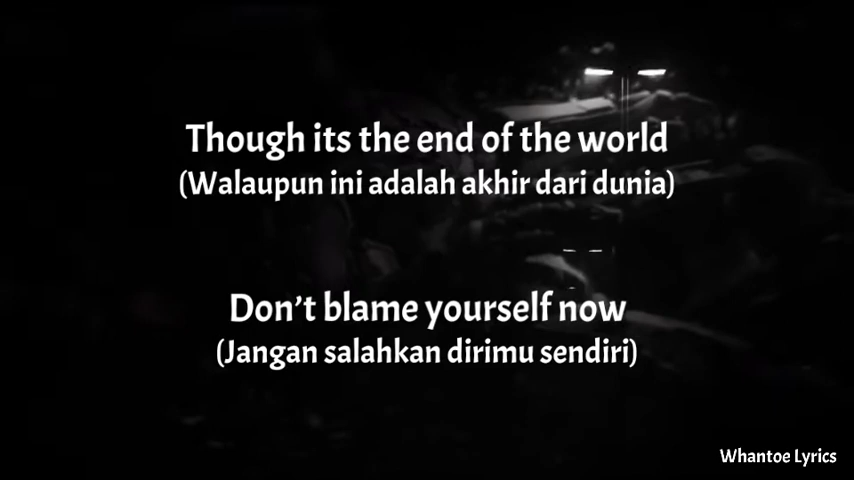 Though its the end of the world
(Walaupun ini adalah akhir dari dunia)
Don’t blame yourself now
(Jangan salahkan dirimu sendiri)
Whantoe Lyrics